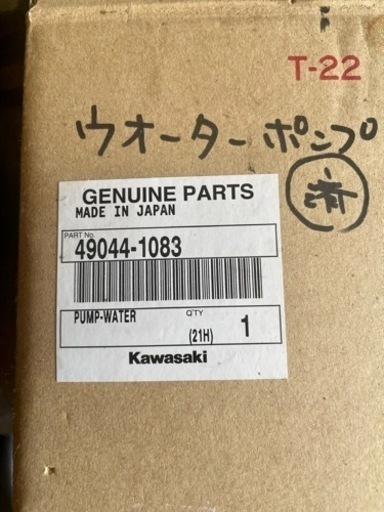 T-22
ウオーターポンプ
GENUINE PARTS
MADE IN JAPAN
PART No.
49044-1083
PUMP-WATER
Q'TY
(21H)
1
Kawasaki